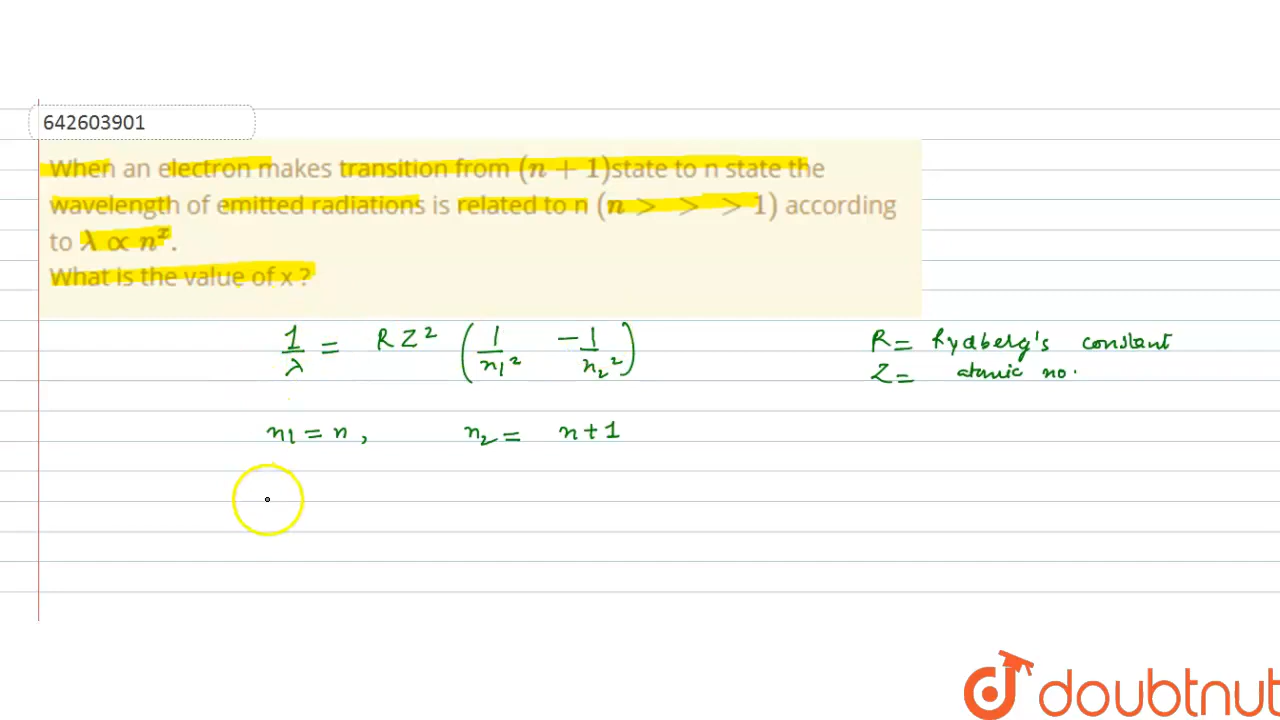 642603901
When an electron makes transition from (n + 1)state to n state the
wavelength of emitted radiations is related to n (n > > > 1) according
to λ ∝ n^x.
What is the value of x ?
1/λ = RZ² (1/n₁² - 1/n₂²)
R = Rydberg's constant
Z = atomic no.
n₁ = n, n₂ = n+1
doubtnut